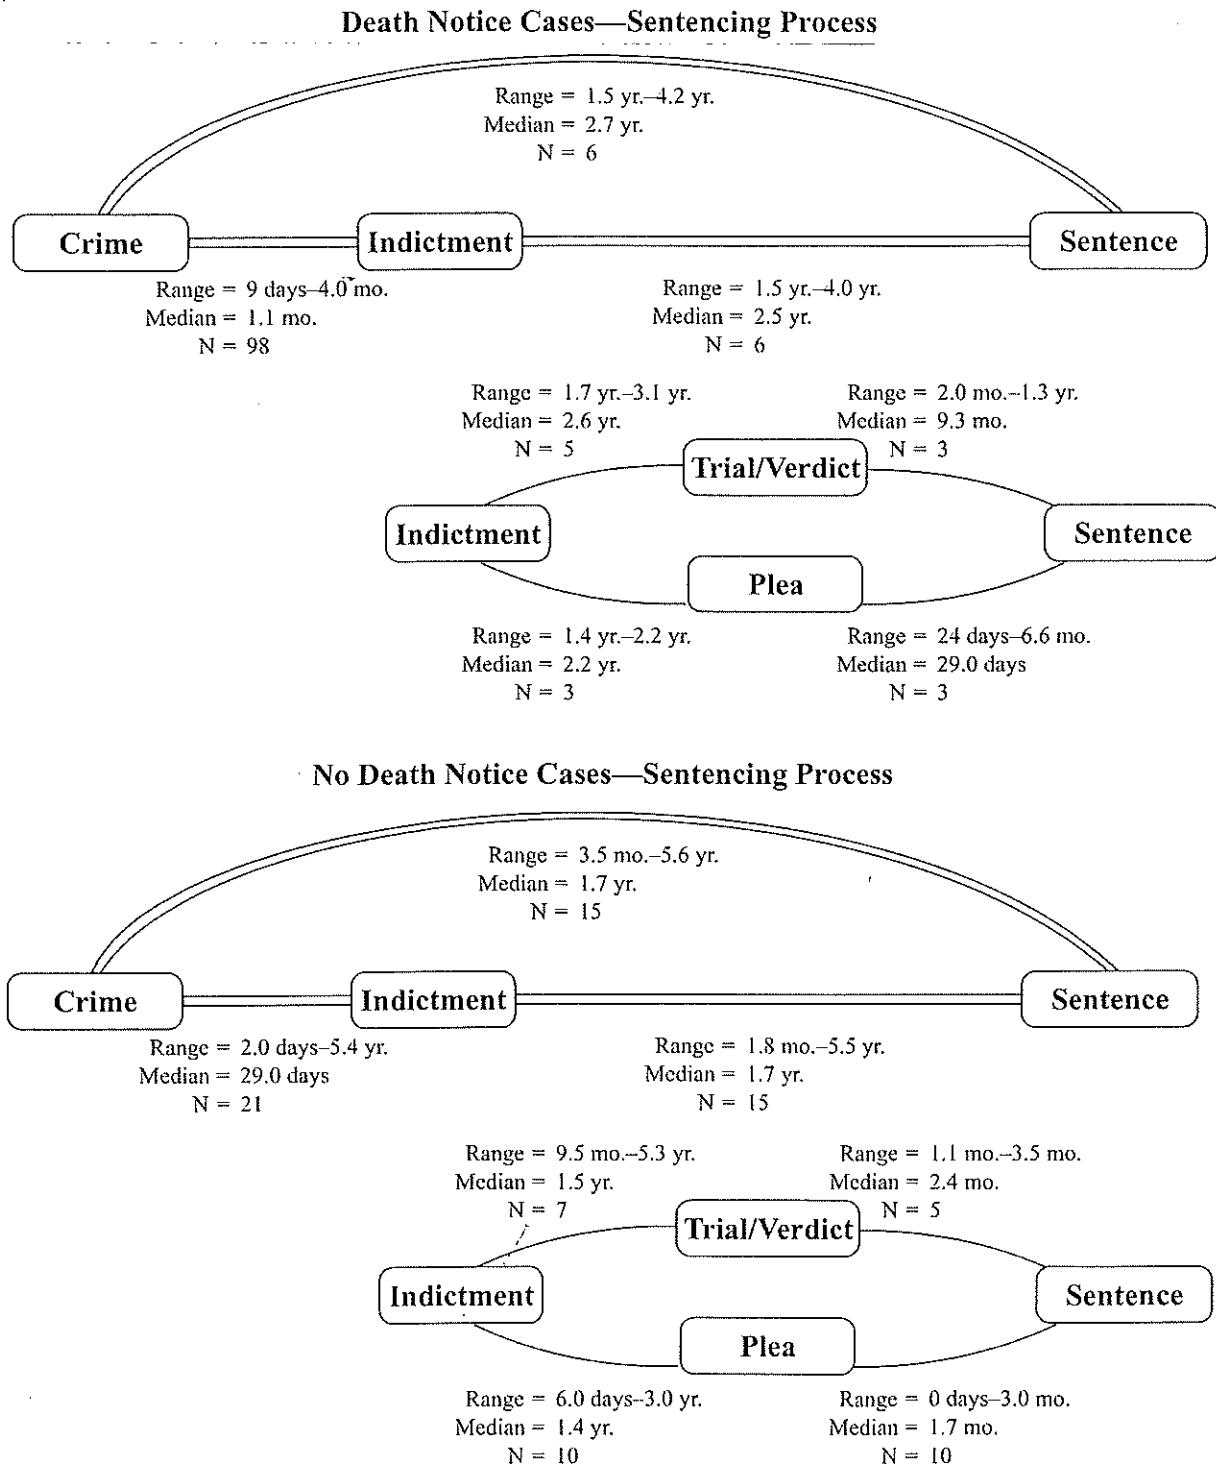 Death Notice Cases—Sentencing Process
Range = 1.5 yr.–4.2 yr.
Median = 2.7 yr.
N = 6
Crime
Indictment
Sentence
Range = 9 days–4.0 mo.
Median = 1.1 mo.
N = 98
Range = 1.5 yr.–4.0 yr.
Median = 2.5 yr.
N = 6
Range = 1.7 yr.–3.1 yr.
Median = 2.6 yr.
N = 5
Range = 2.0 mo.–1.3 yr.
Median = 9.3 mo.
N = 3
Trial/Verdict
Indictment
Sentence
Plea
Range = 1.4 yr.–2.2 yr.
Median = 2.2 yr.
N = 3
Range = 24 days–6.6 mo.
Median = 29.0 days
N = 3
No Death Notice Cases—Sentencing Process
Range = 3.5 mo.–5.6 yr.
Median = 1.7 yr.
N = 15
Crime
Indictment
Sentence
Range = 2.0 days–5.4 yr.
Median = 29.0 days
N = 21
Range = 1.8 mo.–5.5 yr.
Median = 1.7 yr.
N = 15
Range = 9.5 mo.–5.3 yr.
Median = 1.5 yr.
N = 7
Range = 1.1 mo.–3.5 mo.
Median = 2.4 mo.
N = 5
Trial/Verdict
Indictment
Sentence
Plea
Range = 6.0 days–3.0 yr.
Median = 1.4 yr.
N = 10
Range = 0 days–3.0 mo.
Median = 1.7 mo.
N = 10